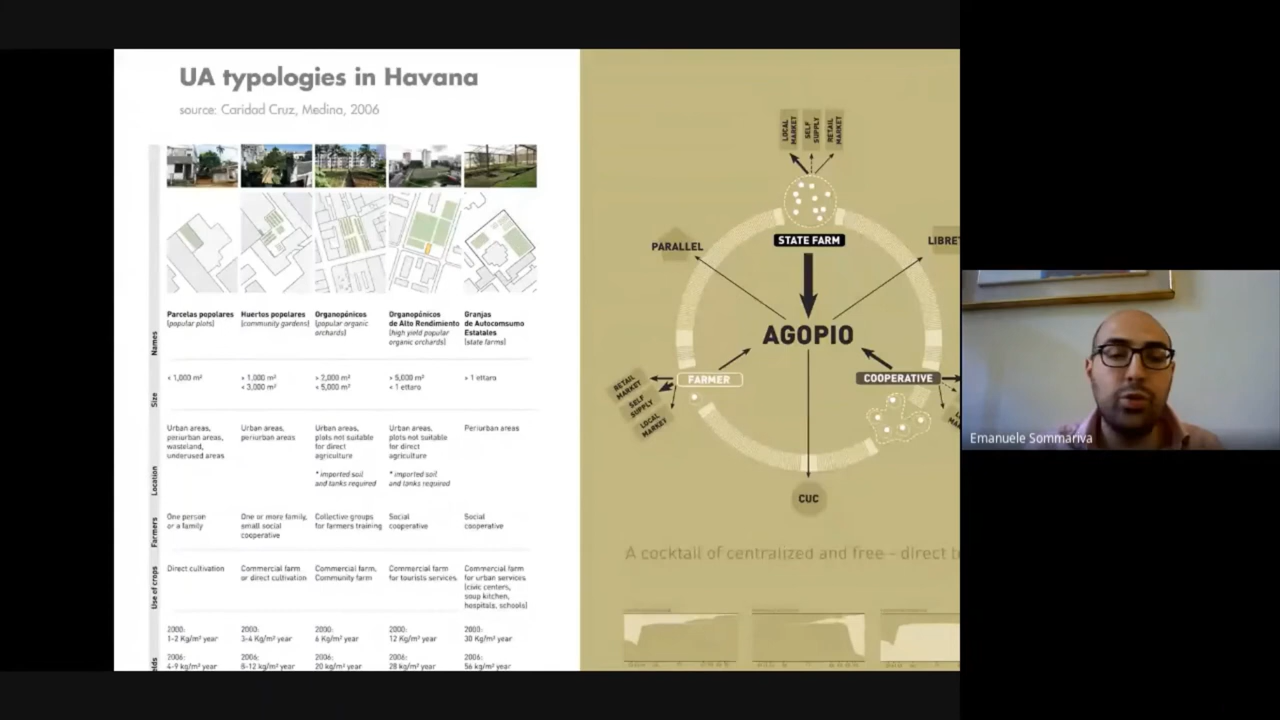 UA typologies in Havana
source: Caridad Cruz, Medina, 2006
Names
Parcelas popolares
(popular plots)
Huertos popolares
(community gardens)
Organopónicos
(popular organic
orchards)
Organopónicos
de Alto Rendimiento
(high yield popular
organic orchards)
Granjas
de Autocomsumo
Estatales
(state farms)
Size
< 1,000 m²
> 1,000 m²
< 3,000 m²
> 2,000 m²
< 5,000 m²
> 5,000 m²
< 1 ettaro
> 1 ettaro
Location
Urban areas,
periurban areas,
wasteland,
underused areas
Urban areas,
periurban areas
Urban areas,
plots not suitable
for direct
agriculture
* imported soil
and tanks required
Urban areas,
plots not suitable
for direct
agriculture
* imported soil
and tanks required
Periurban areas
Farmers
One person
or a family
One or more family,
small social
cooperative
Collective groups
for farmers training
Social
cooperative
Social
cooperative
Use of crops
Direct cultivation
Commercial farm
or direct cultivation
Commercial farm,
Community farm
Commercial farm
for tourists services.
Commercial farm
for urban services
(civic centers,
soup kitchen,
hospitals, schools)
2000:
1-2 Kg/m² year
2000:
3-4 Kg/m² year
2000:
6 Kg/m² year
2000:
12 Kg/m² year
2000:
30 Kg/m² year
2006:
4-9 kg/m² year
2006:
8-12 kg/m² year
2006:
20 kg/m² year
2006:
28 kg/m² year
2006:
56 kg/m² year
LOCAL
MARKET
SELF
SUPPLY
RETAIL
MARKET
STATE FARM
PARALLEL
LIBRET
AGOPIO
FARMER
COOPERATIVE
RETAIL
MARKET
SELF
SUPPLY
LOCAL
MARKET
CUC
A cocktail of centralized and free - direct
Emanuele Sommariva